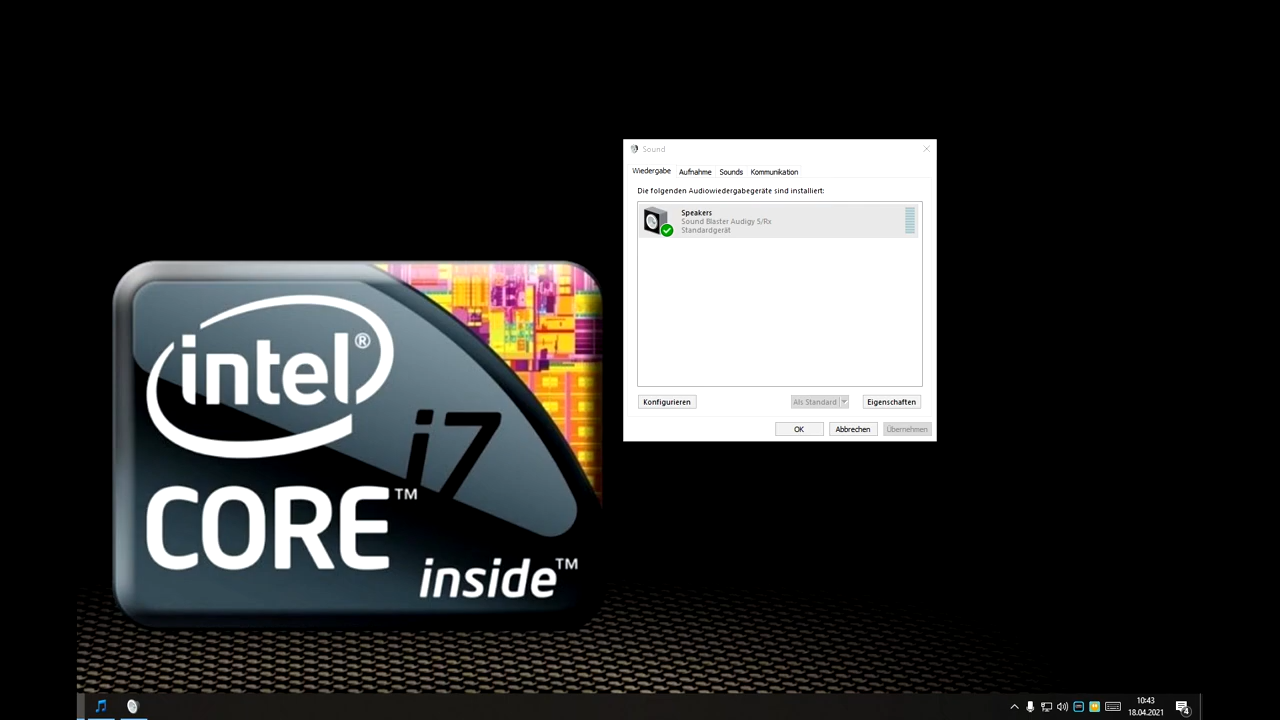 Sound
Wiedergabe Aufnahme Sounds Kommunikation
Die folgenden Audiowiedergabegeräte sind installiert:
Speakers
Sound Blaster Audigy 5/Rx
Standardgerät
Konfigurieren Als Standard Eigenschaften
OK Abbrechen Übernehmen
intel®
i7
CORE™
inside™
10:43
18.04.2021
4